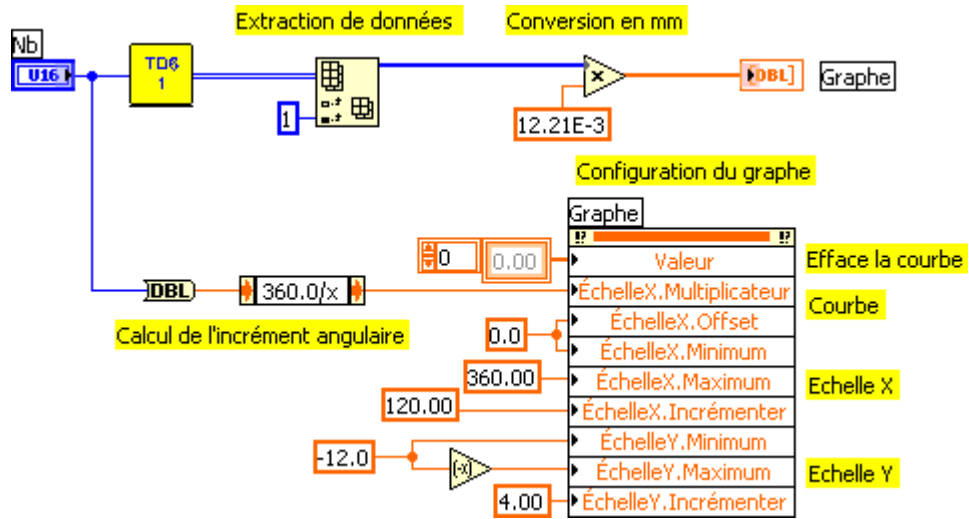 Extraction de données
Conversion en mm
Nb
U16
TD6
1
1
x
12.21E-3
DBL]
Graphe
Configuration du graphe
Graphe
!? !?
0
0.00
Valeur
Efface la courbe
DBL
360.0/x
ÉchelleX.Multiplicateur
Courbe
Calcul de l'incrément angulaire
0.0
ÉchelleX.Offset
ÉchelleX.Minimum
360.00
ÉchelleX.Maximum
Echelle X
120.00
ÉchelleX.Incrémenter
-12.0
ÉchelleY.Minimum
(-x)
ÉchelleY.Maximum
Echelle Y
4.00
ÉchelleY.Incrémenter